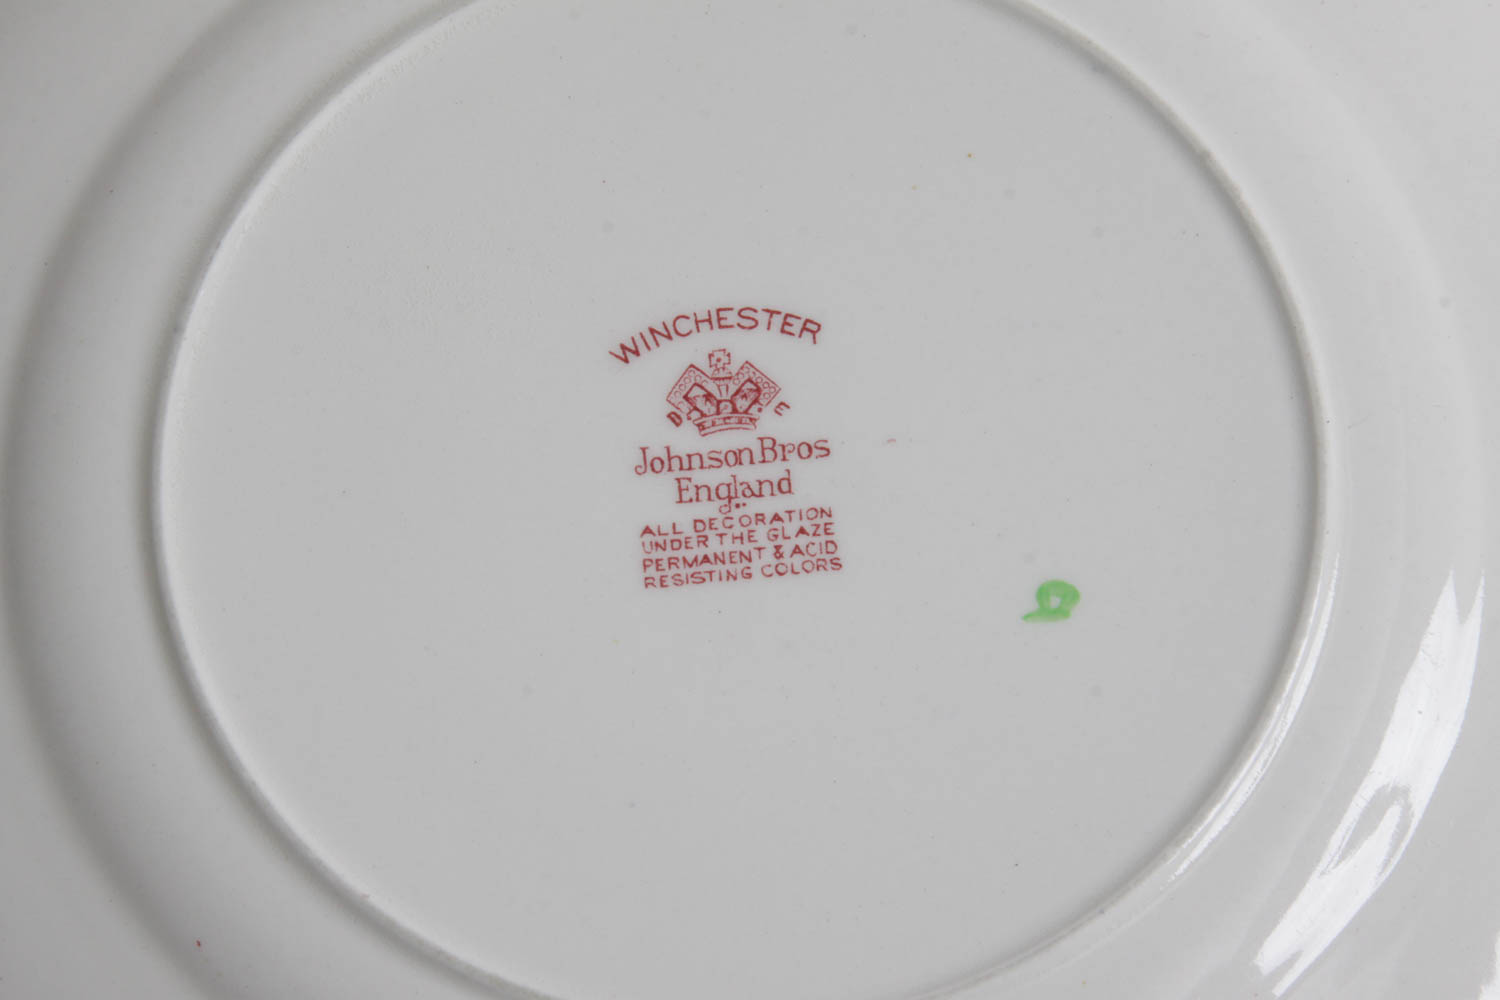 WINCHESTER
D E
Johnson Bros
England
ALL DECORATION
UNDER THE GLAZE
PERMANENT & ACID
RESISTING COLORS